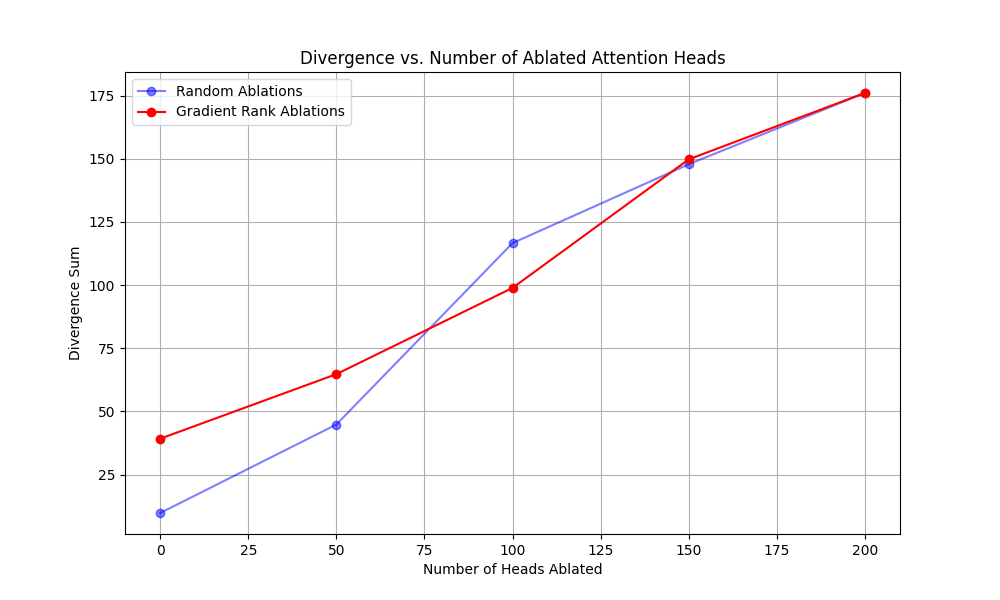 Divergence vs. Number of Ablated Attention Heads
Random Ablations
Gradient Rank Ablations
175
150
125
100
75
50
25
Divergence Sum
0 25 50 75 100 125 150 175 200
Number of Heads Ablated